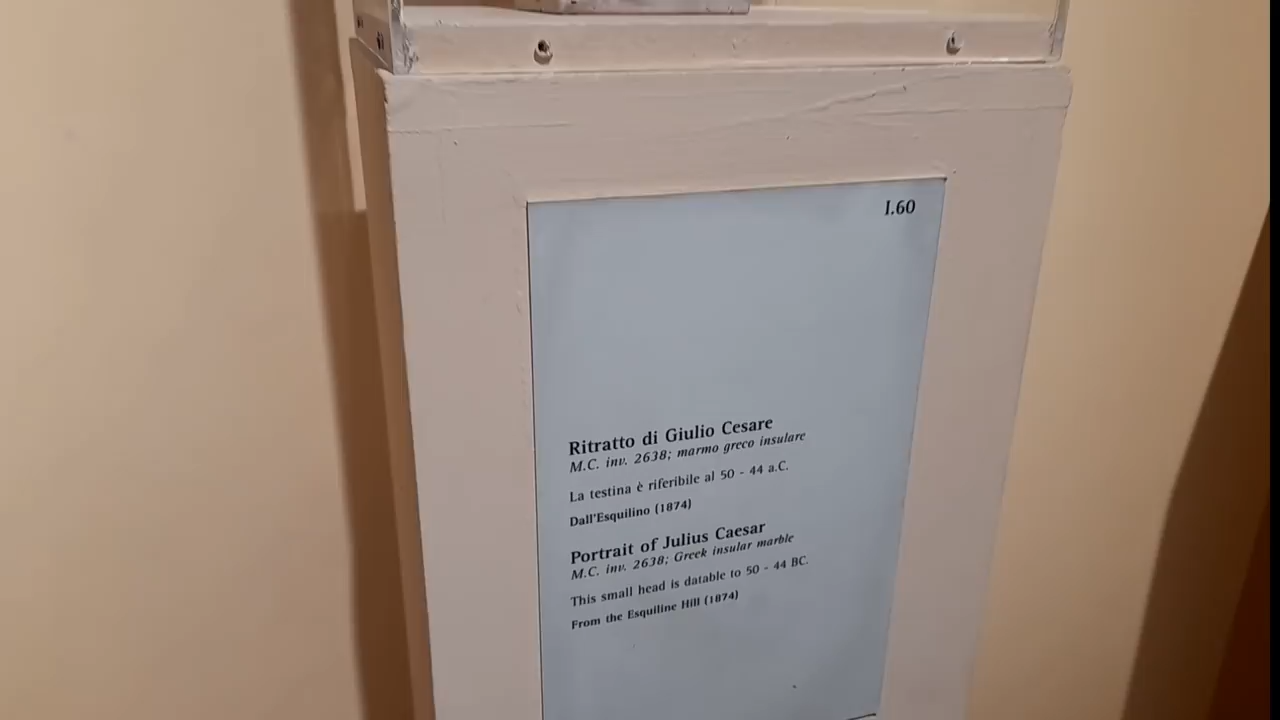 I.60
Ritratto di Giulio Cesare
M.C. inv. 2638; marmo greco insulare
La testina è riferibile al 50 - 44 a.C.
Dall'Esquilino (1874)
Portrait of Julius Caesar
M.C. inv. 2638; Greek insular marble
This small head is datable to 50 - 44 BC.
From the Esquiline Hill (1874)